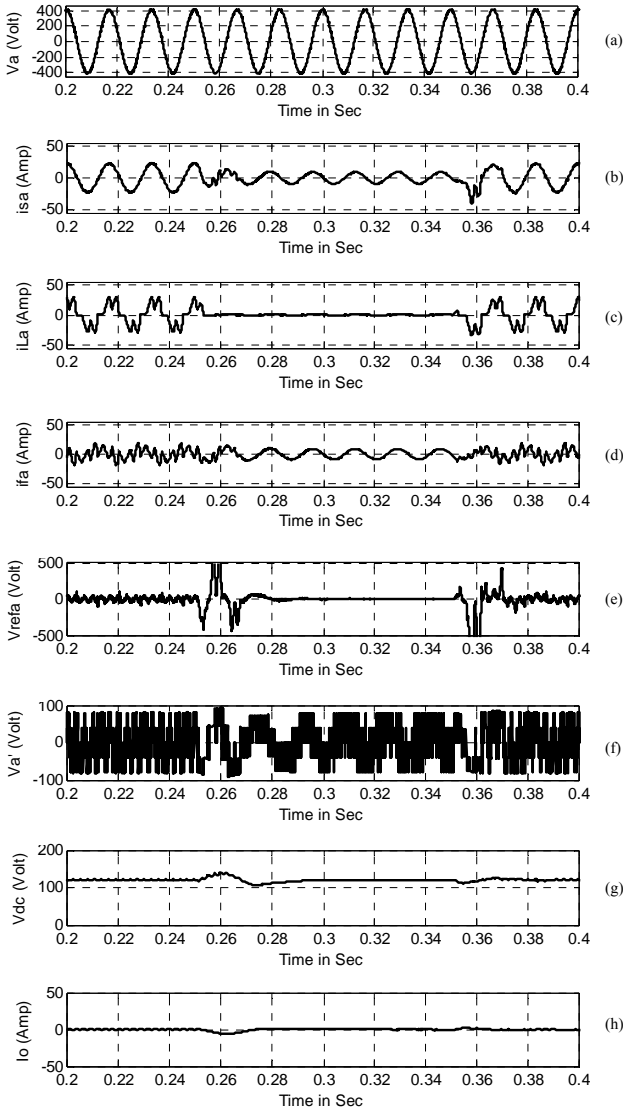 Va (Volt)
400
200
0
-200
-400
0.2 0.22 0.24 0.26 0.28 0.3 0.32 0.34 0.36 0.38 0.4
Time in Sec
(a)
isa (Amp)
50
0
-50
0.2 0.22 0.24 0.26 0.28 0.3 0.32 0.34 0.36 0.38 0.4
Time in Sec
(b)
iLa (Amp)
50
0
-50
0.2 0.22 0.24 0.26 0.28 0.3 0.32 0.34 0.36 0.38 0.4
Time in Sec
(c)
ifa (Amp)
50
0
-50
0.2 0.22 0.24 0.26 0.28 0.3 0.32 0.34 0.36 0.38 0.4
Time in Sec
(d)
Vrefa (Volt)
500
0
-500
0.2 0.22 0.24 0.26 0.28 0.3 0.32 0.34 0.36 0.38 0.4
Time in Sec
(e)
Va' (Volt)
100
0
-100
0.2 0.22 0.24 0.26 0.28 0.3 0.32 0.34 0.36 0.38 0.4
Time in Sec
(f)
Vdc (Volt)
200
100
0
0.2 0.22 0.24 0.26 0.28 0.3 0.32 0.34 0.36 0.38 0.4
Time in Sec
(g)
Io (Amp)
50
0
-50
0.2 0.22 0.24 0.26 0.28 0.3 0.32 0.34 0.36 0.38 0.4
Time in Sec
(h)